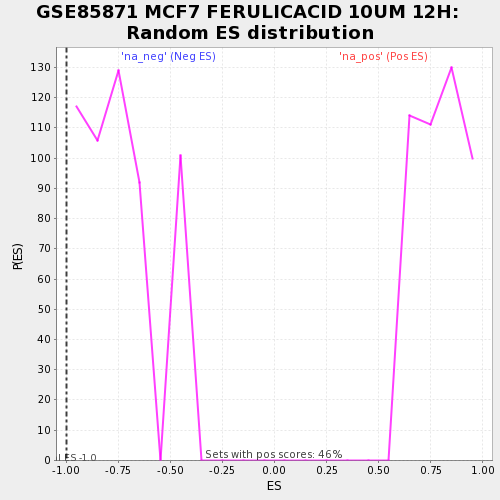 GSE85871 MCF7 FERULICACID 10UM 12H:
Random ES distribution
'na_neg' (Neg ES)
'na_pos' (Pos ES)
P(ES)
130
120
110
100
90
80
70
60
50
40
30
20
10
0
ES -1.0
Sets with pos scores: 46%
-1.00 -0.75 -0.50 -0.25 0.00 0.25 0.50 0.75 1.00
ES